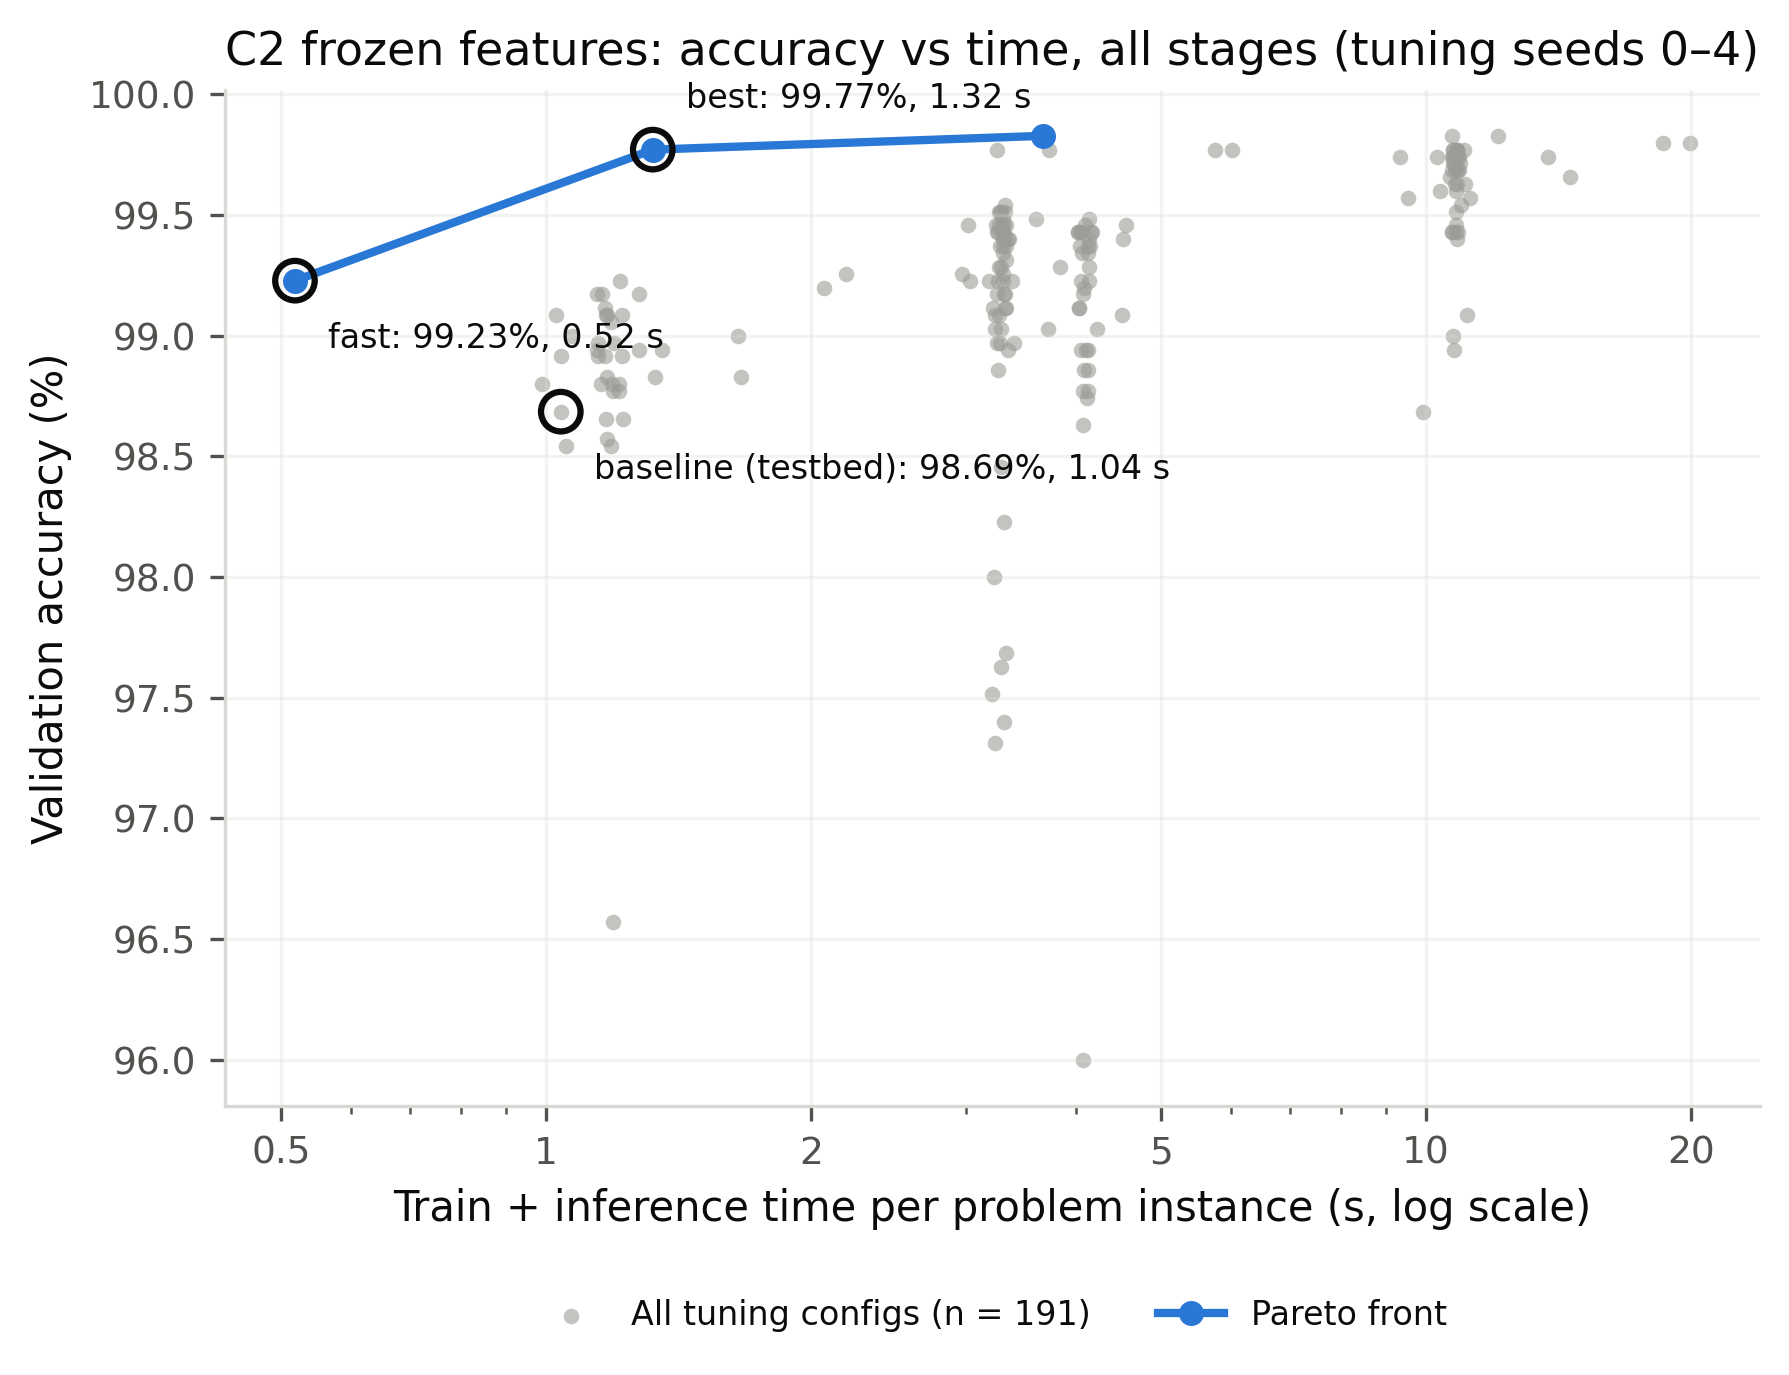 C2 frozen features: accuracy vs time, all stages (tuning seeds 0–4)
best: 99.77%, 1.32 s
fast: 99.23%, 0.52 s
baseline (testbed): 98.69%, 1.04 s
Validation accuracy (%)
100.0
99.5
99.0
98.5
98.0
97.5
97.0
96.5
96.0
0.5 1 2 5 10 20
Train + inference time per problem instance (s, log scale)
All tuning configs (n = 191) Pareto front